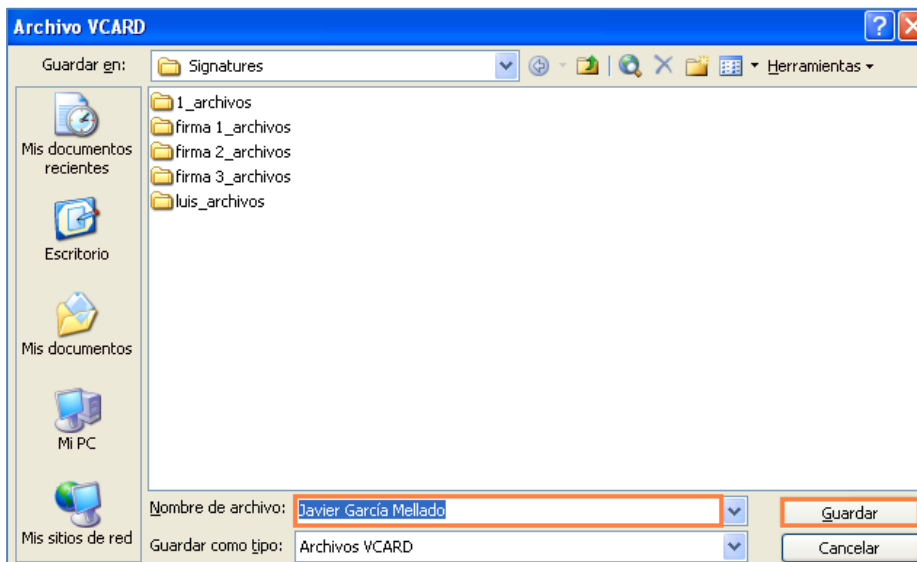 Archivo VCARD
Guardar en:
Signatures
Herramientas
1_archivos
firma 1_archivos
firma 2_archivos
firma 3_archivos
luis_archivos
Mis documentos
recientes
Escritorio
Mis documentos
Mi PC
Mis sitios de red
Nombre de archivo:
Javier García Mellado
Guardar
Guardar como tipo:
Archivos VCARD
Cancelar